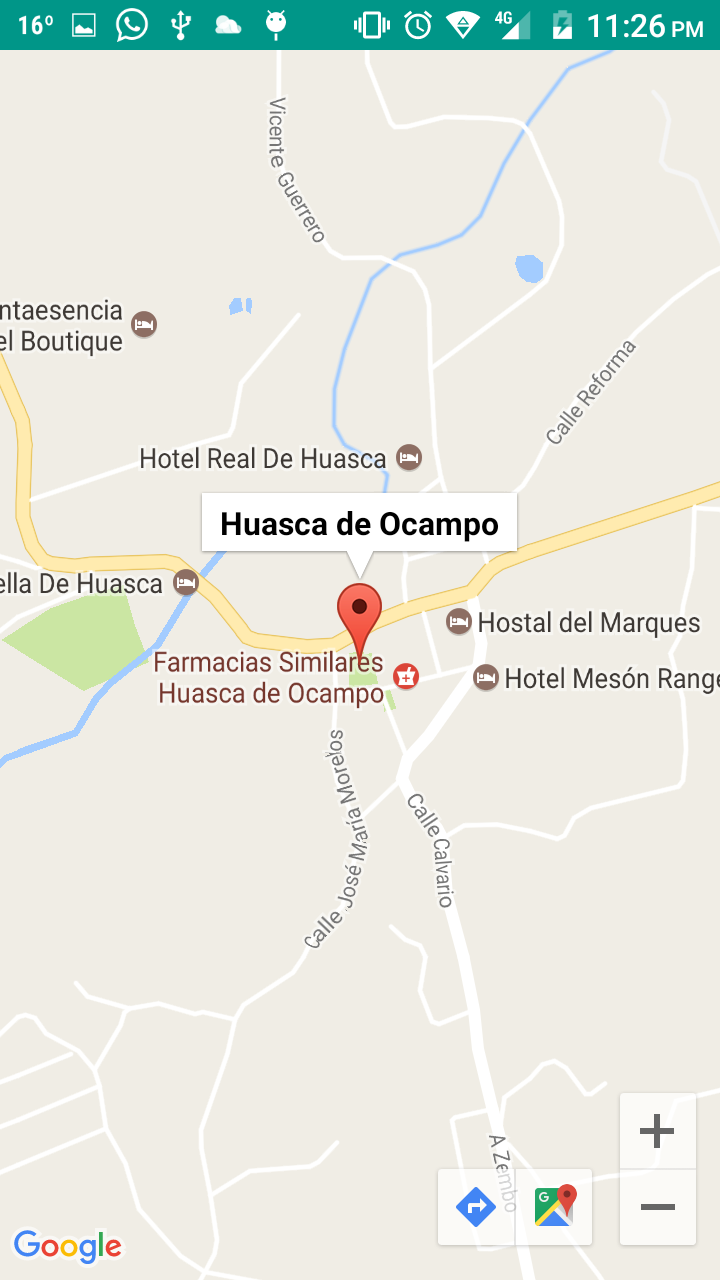 16° 4G 11:26 PM
Vicente Guerrero
ntaesencia
el Boutique
Calle Reforma
Hotel Real De Huasca
Huasca de Ocampo
ella De Huasca
Hostal del Marques
Farmacias Similares
Huasca de Ocampo
Hotel Mesón Range
Calle José María Morelos
Calle Calvario
A Zembo
G
Google